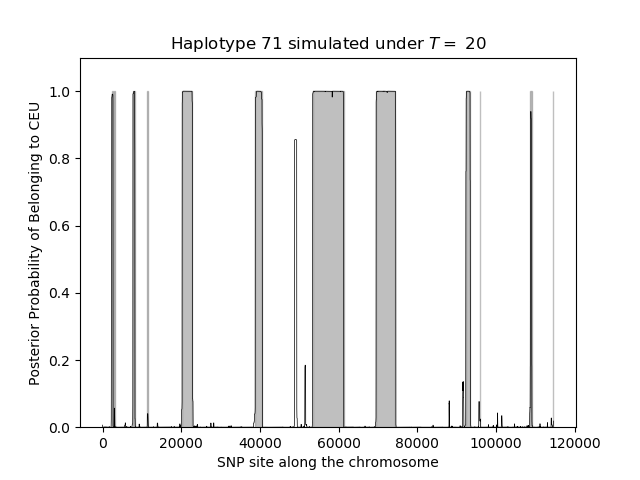 Haplotype 71 simulated under T = 20
Posterior Probability of Belonging to CEU
1.0
0.8
0.6
0.4
0.2
0.0
0 20000 40000 60000 80000 100000 120000
SNP site along the chromosome